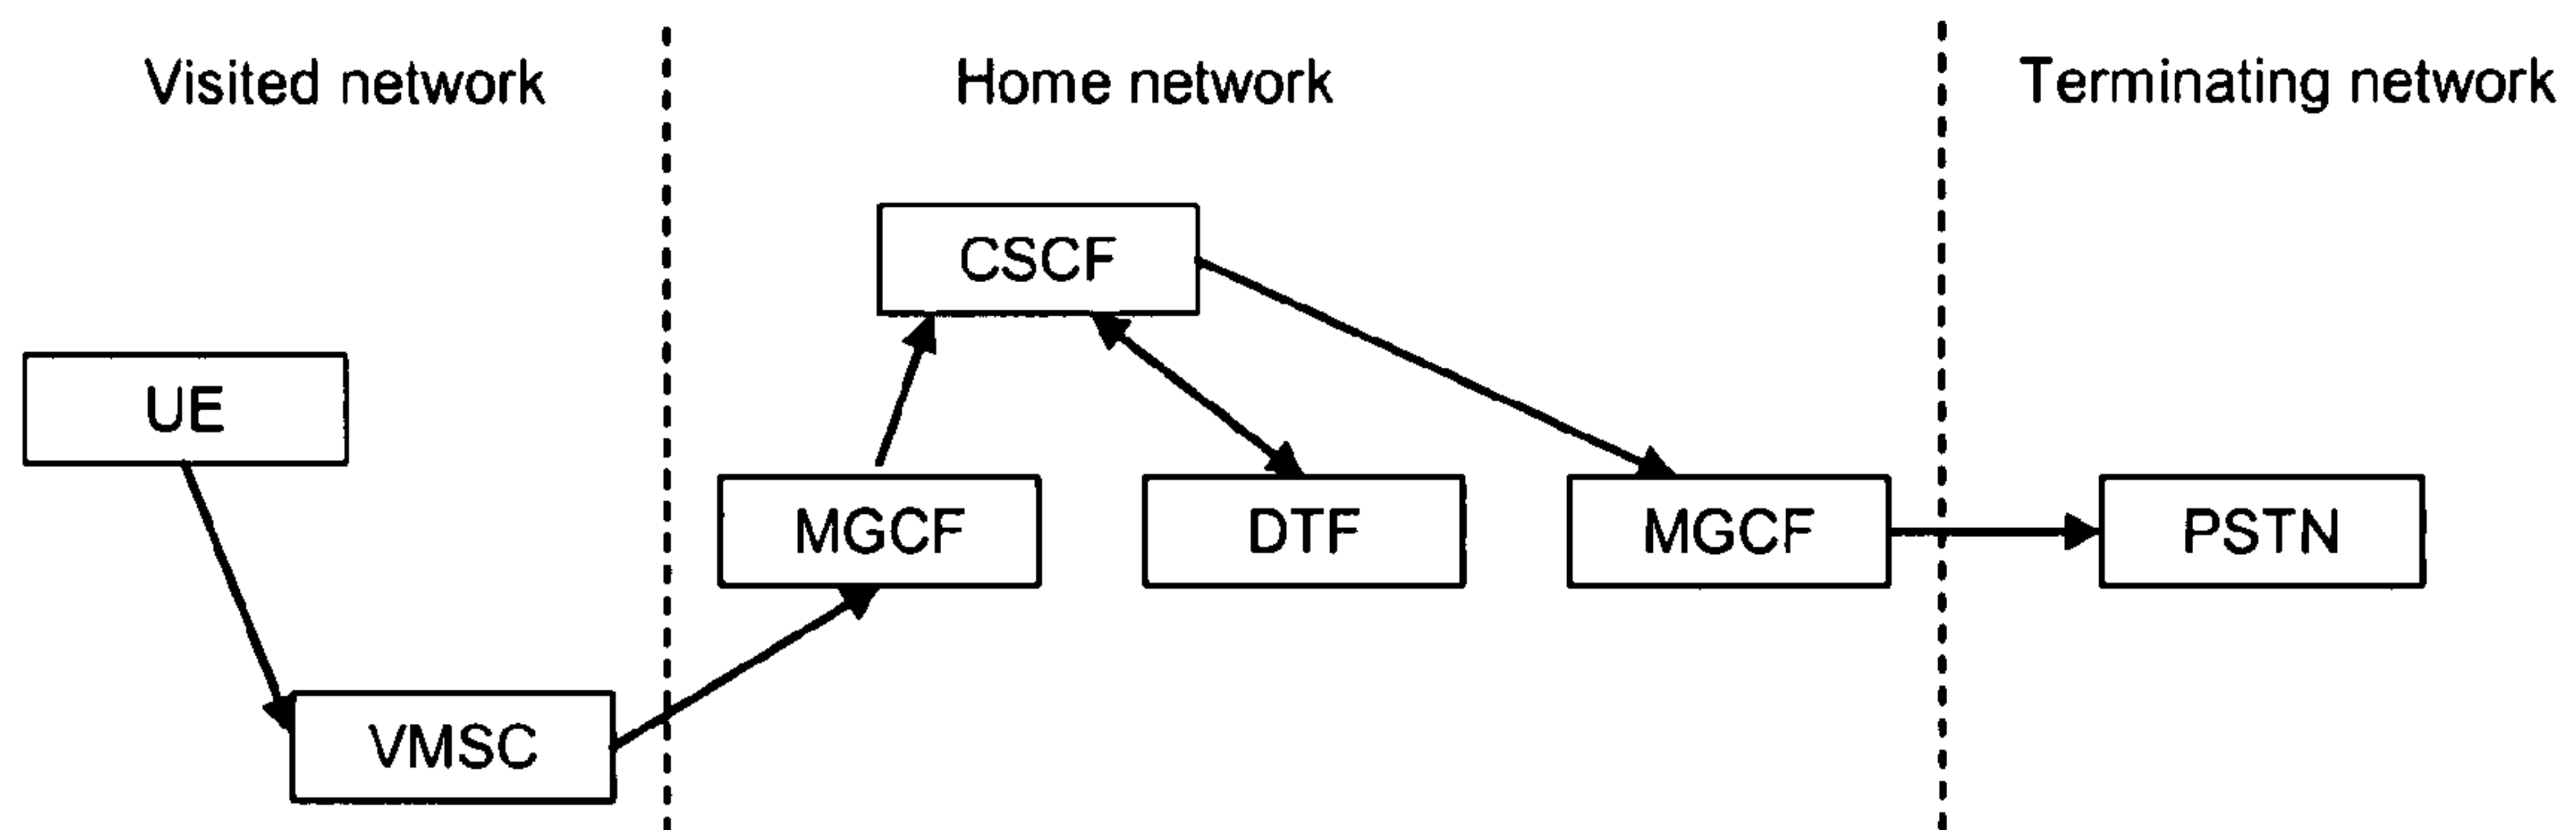 Visited network
Home network
Terminating network
CSCF
UE
MGCF
DTF
MGCF
PSTN
VMSC